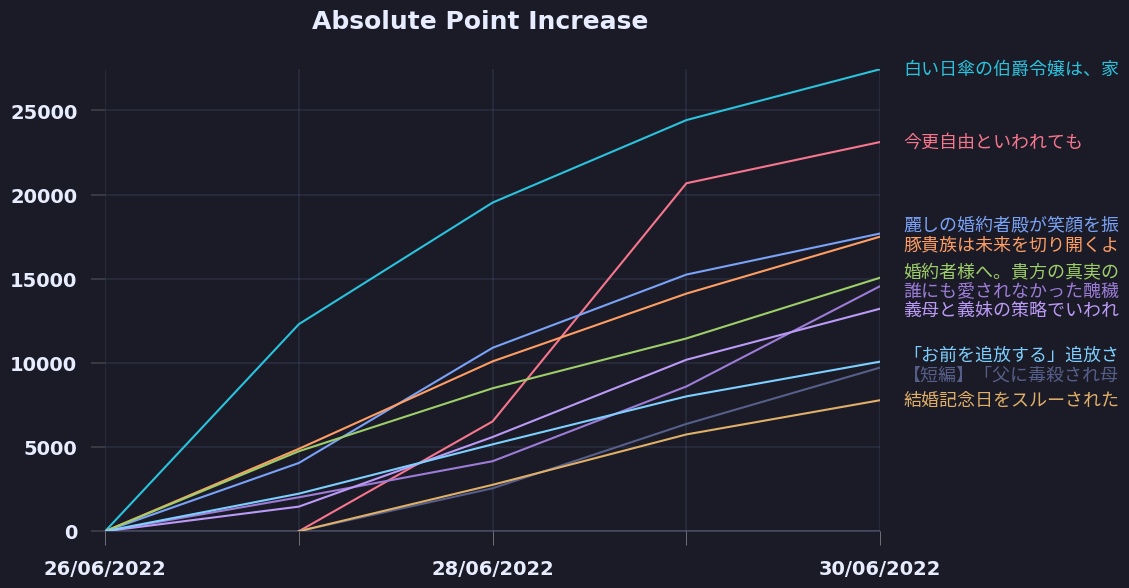 Absolute Point Increase
白い日傘の伯爵令嬢は、家
25000
今更自由といわれても
20000
麗しの婚約者殿が笑顔を振
豚貴族は未来を切り開くよ
15000
婚約者様へ。貴方の真実の
誰にも愛されなかった醜穢
義母と義妹の策略でいわれ
10000
「お前を追放する」追放さ
【短編】「父に毒殺され母
結婚記念日をスルーされた
5000
0
26/06/2022 28/06/2022 30/06/2022